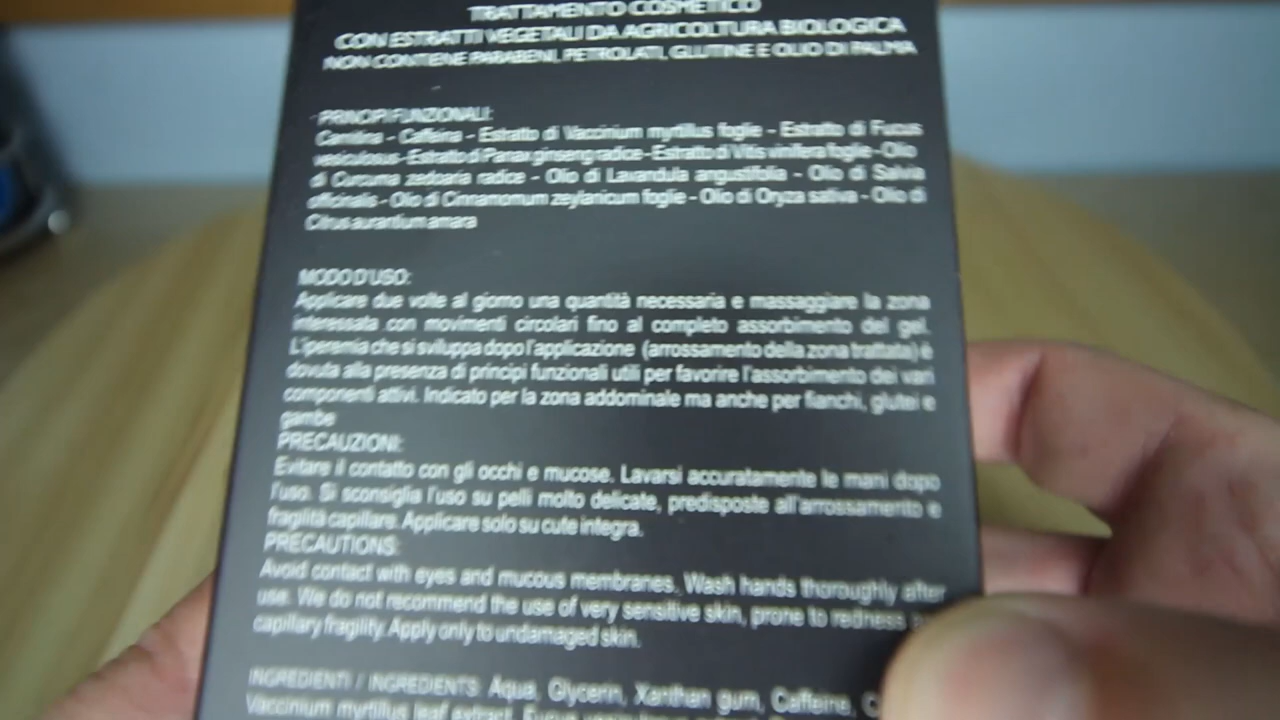 TRATTAMENTO COSMETICO
CON ESTRATTI VEGETALI DA AGRICOLTURA BIOLOGICA
NON CONTIENE PARABENI, PETROLATI, GLUTINE E OLIO DI PALMA
PRINCIPI FUNZIONALI:
Carnitina - Caffeina - Estratto di Vaccinium myrtillus foglie - Estratto di Fucus
vesiculosus - Estratto di Panax ginseng radice - Estratto di Vitis vinifera foglie - Olio
di Curcuma zedoaria radice - Olio di Lavandula angustifolia - Olio di Salvia
officinalis - Olio di Cinnamomum zeylanicum foglie - Olio di Oryza sativa - Olio di
Citrus aurantium amara
MODO D'USO:
Applicare due volte al giorno una quantità necessaria e massaggiare la zona
interessata con movimenti circolari fino al completo assorbimento del gel.
L'iperemia che si sviluppa dopo l'applicazione (arrossamento della zona trattata) è
dovuta alla presenza di principi funzionali utili per favorire l'assorbimento dei vari
componenti attivi. Indicato per la zona addominale ma anche per fianchi, glutei e
gambe
PRECAUZIONI:
Evitare il contatto con gli occhi e mucose. Lavarsi accuratamente le mani dopo
l'uso. Si sconsiglia l'uso su pelli molto delicate, predisposte all'arrossamento e
fragilità capillare. Applicare solo su cute integra.
PRECAUTIONS:
Avoid contact with eyes and mucous membranes. Wash hands thoroughly after
use. We do not recommend the use of very sensitive skin, prone to redness
capillary fragility. Apply only to undamaged skin.
INGREDIENTI / INGREDIENTS: Aqua, Glycerin, Xanthan gum, Caffeine,
Vaccinium myrtillus leaf extract, Fucus